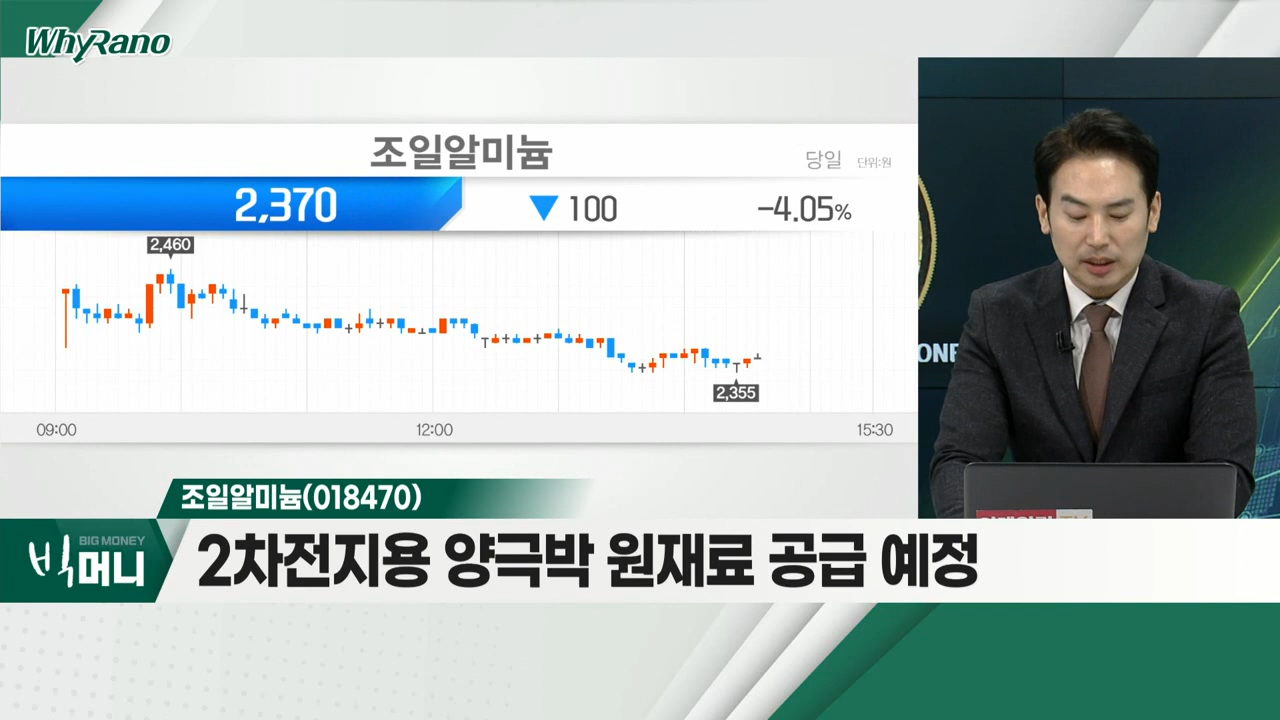 WhyRano
조일알미늄
당일 단위:원
2,370 ▼ 100 -4.05%
2,460
2,355
09:00 12:00 15:30
조일알미늄(018470)
BIG MONEY
빅머니
2차전지용 양극박 원재료 공급 예정